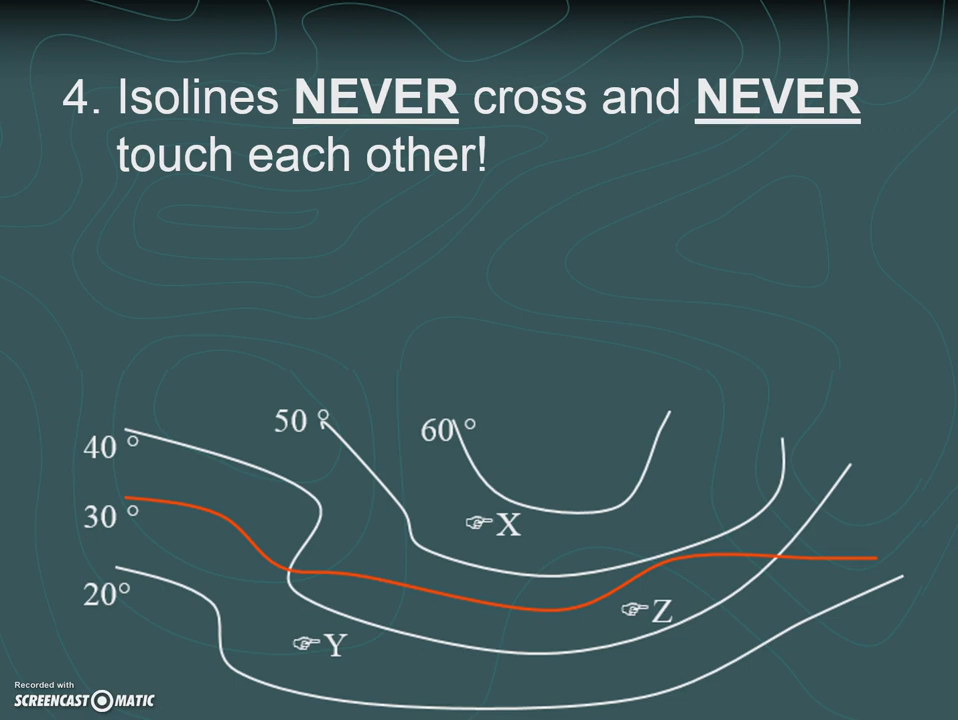 4. Isolines NEVER cross and NEVER
touch each other!
50 °
60 °
40 °
X
30 °
20°
Z
Y
Recorded with
SCREENCAST-O-MATIC